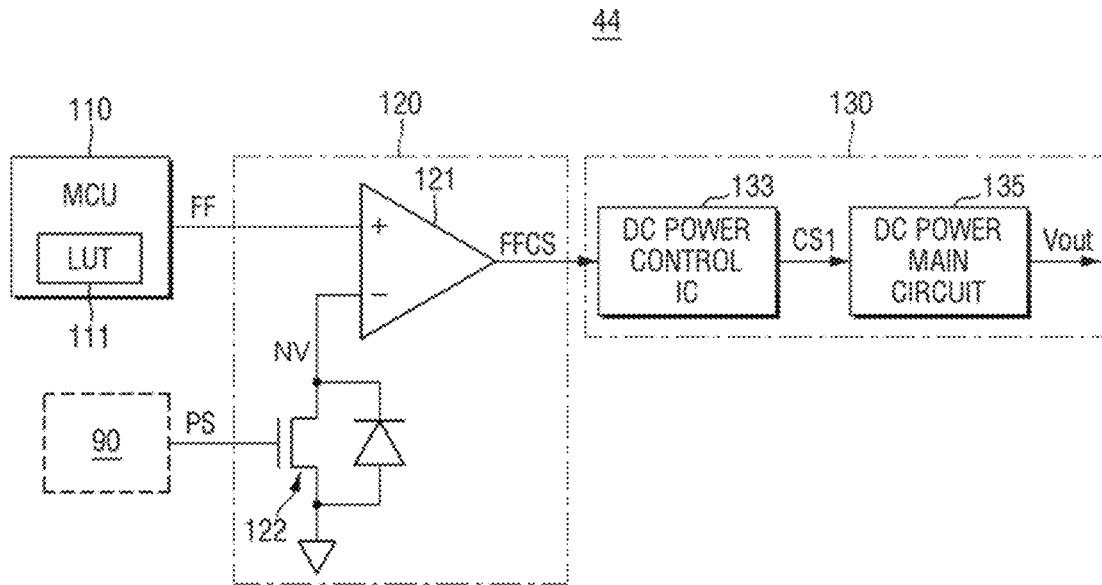 44
110
120
130
MCU
LUT
111
FF
+
121
−
FFCS
133
DC POWER
CONTROL
IC
CS1
135
DC POWER
MAIN
CIRCUIT
Vout
NV
90
PS
122